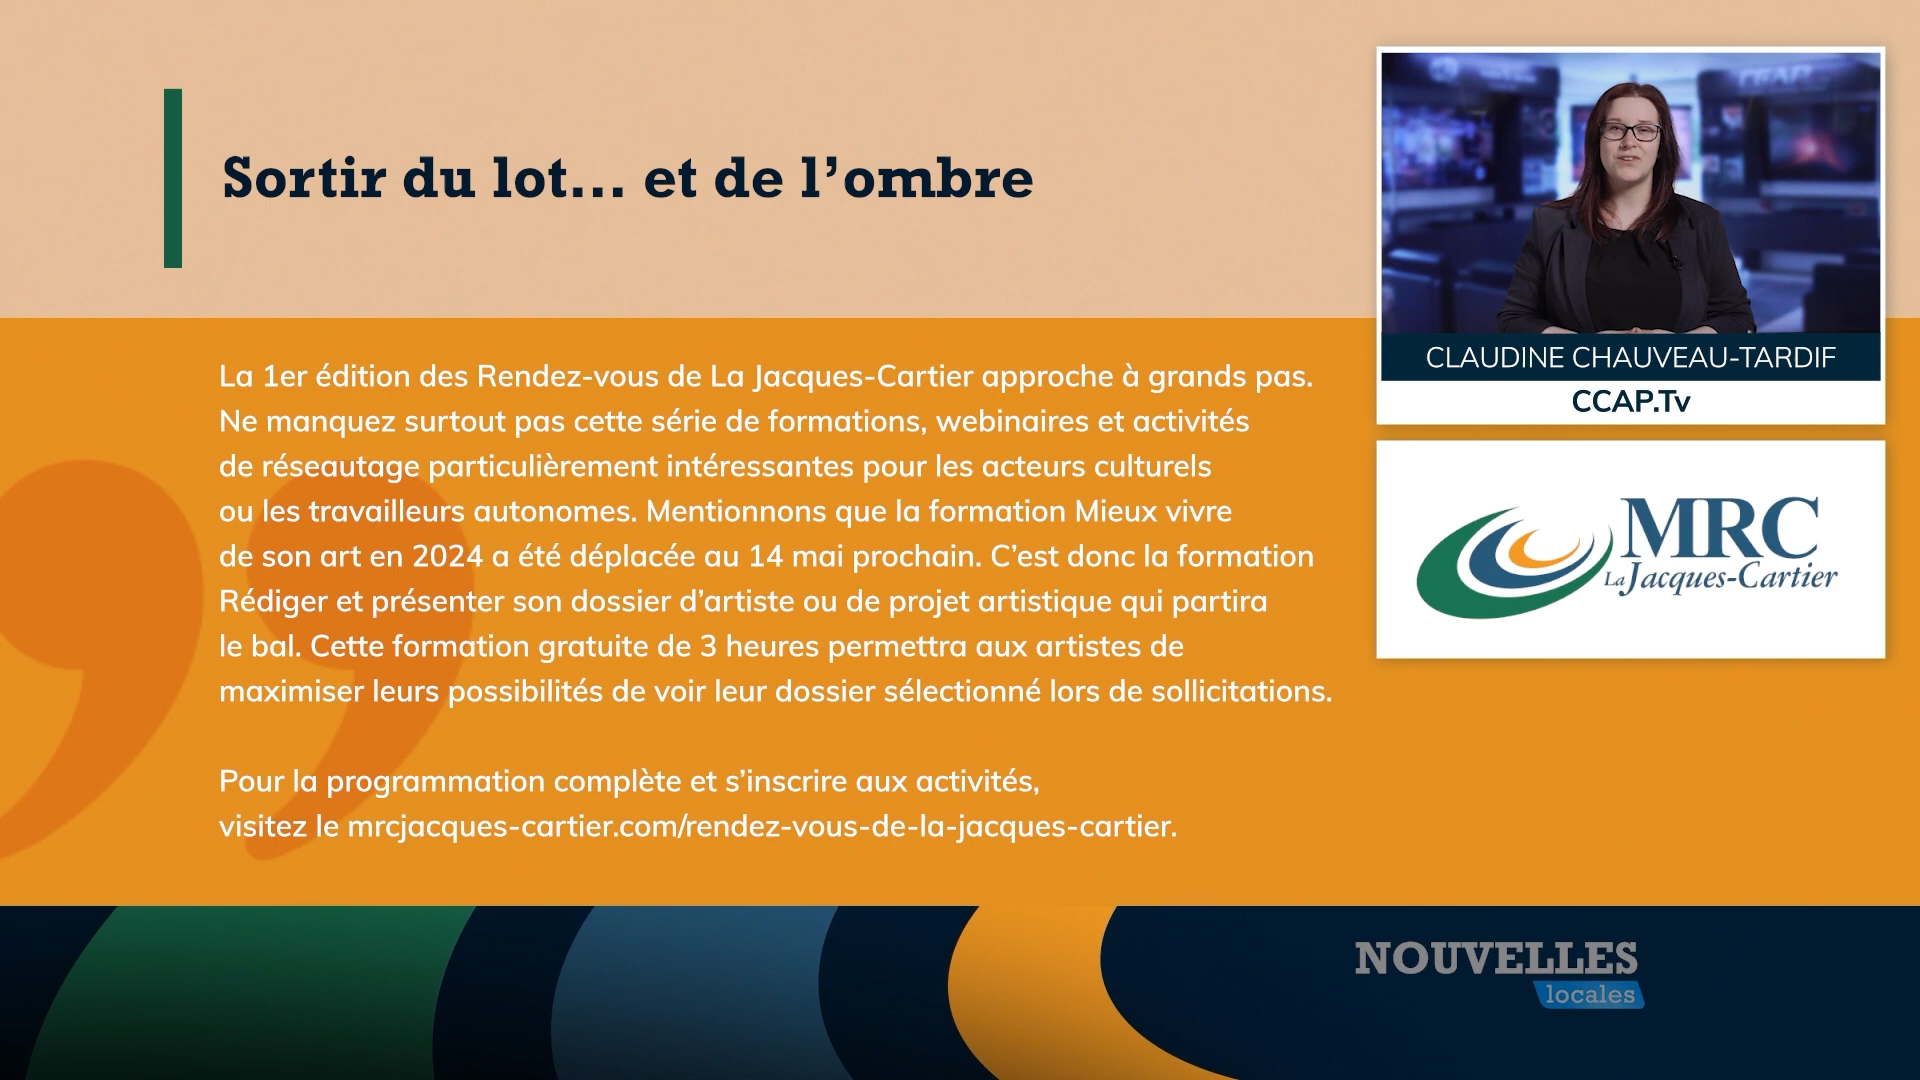 Sortir du lot... et de l’ombre
La 1er édition des Rendez-vous de La Jacques-Cartier approche à grands pas.
Ne manquez surtout pas cette série de formations, webinaires et activités
de réseautage particulièrement intéressantes pour les acteurs culturels
ou les travailleurs autonomes. Mentionnons que la formation Mieux vivre
de son art en 2024 a été déplacée au 14 mai prochain. C’est donc la formation
Rédiger et présenter son dossier d’artiste ou de projet artistique qui partira
le bal. Cette formation gratuite de 3 heures permettra aux artistes de
maximiser leurs possibilités de voir leur dossier sélectionné lors de sollicitations.
Pour la programmation complète et s’inscrire aux activités,
visitez le mrcjacques-cartier.com/rendez-vous-de-la-jacques-cartier.
CCAP
CLAUDINE CHAUVEAU-TARDIF
CCAP.Tv
MRC
La Jacques-Cartier
NOUVELLES
locales